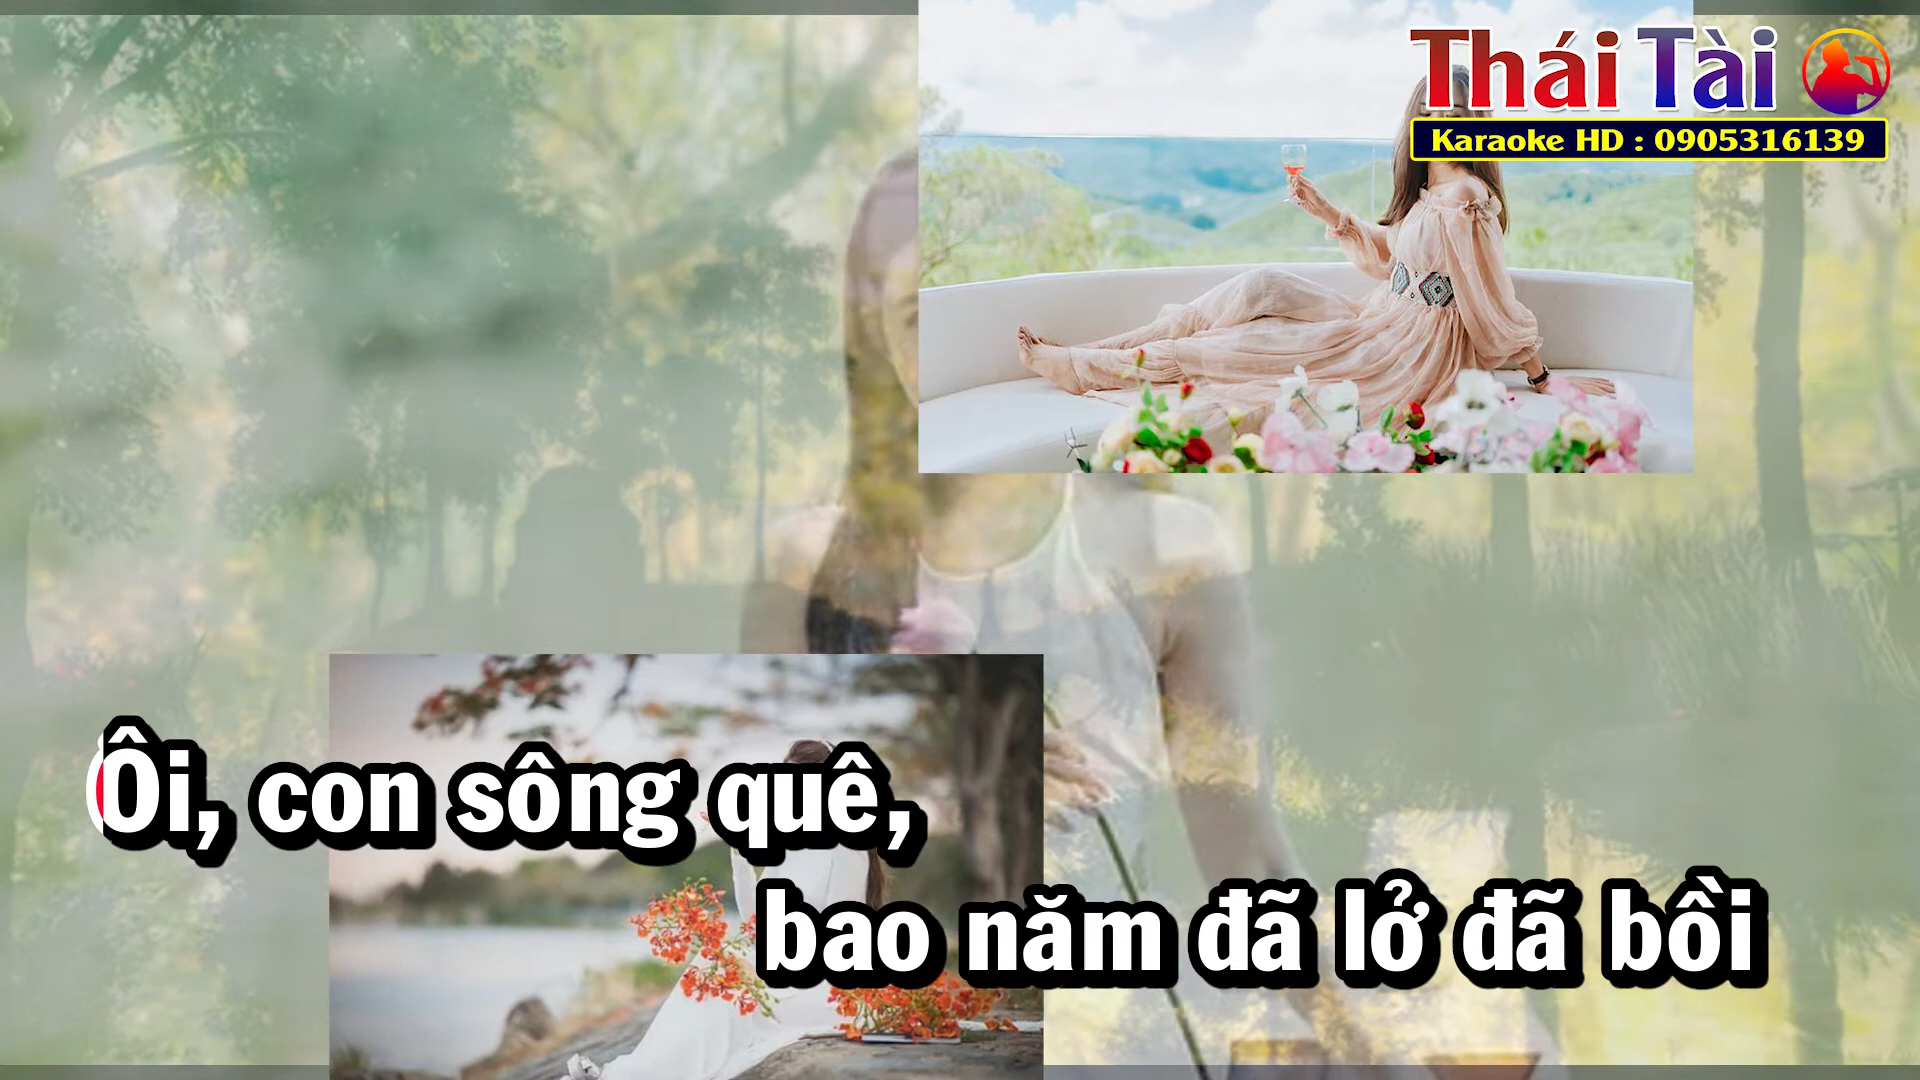 Thái Tài
Karaoke HD : 0905316139
Ôi, con sông quê,
bao năm đã lở đã bồi